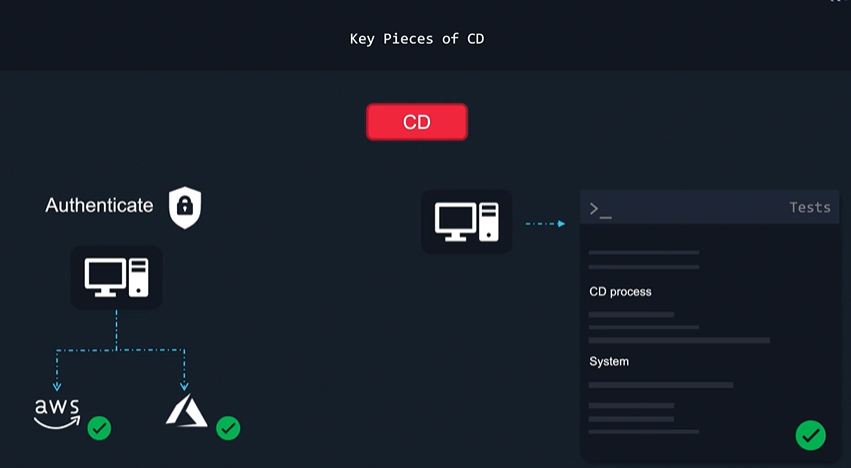 Key Pieces of CD
CD
Authenticate
>_ Tests
CD process
System
aws